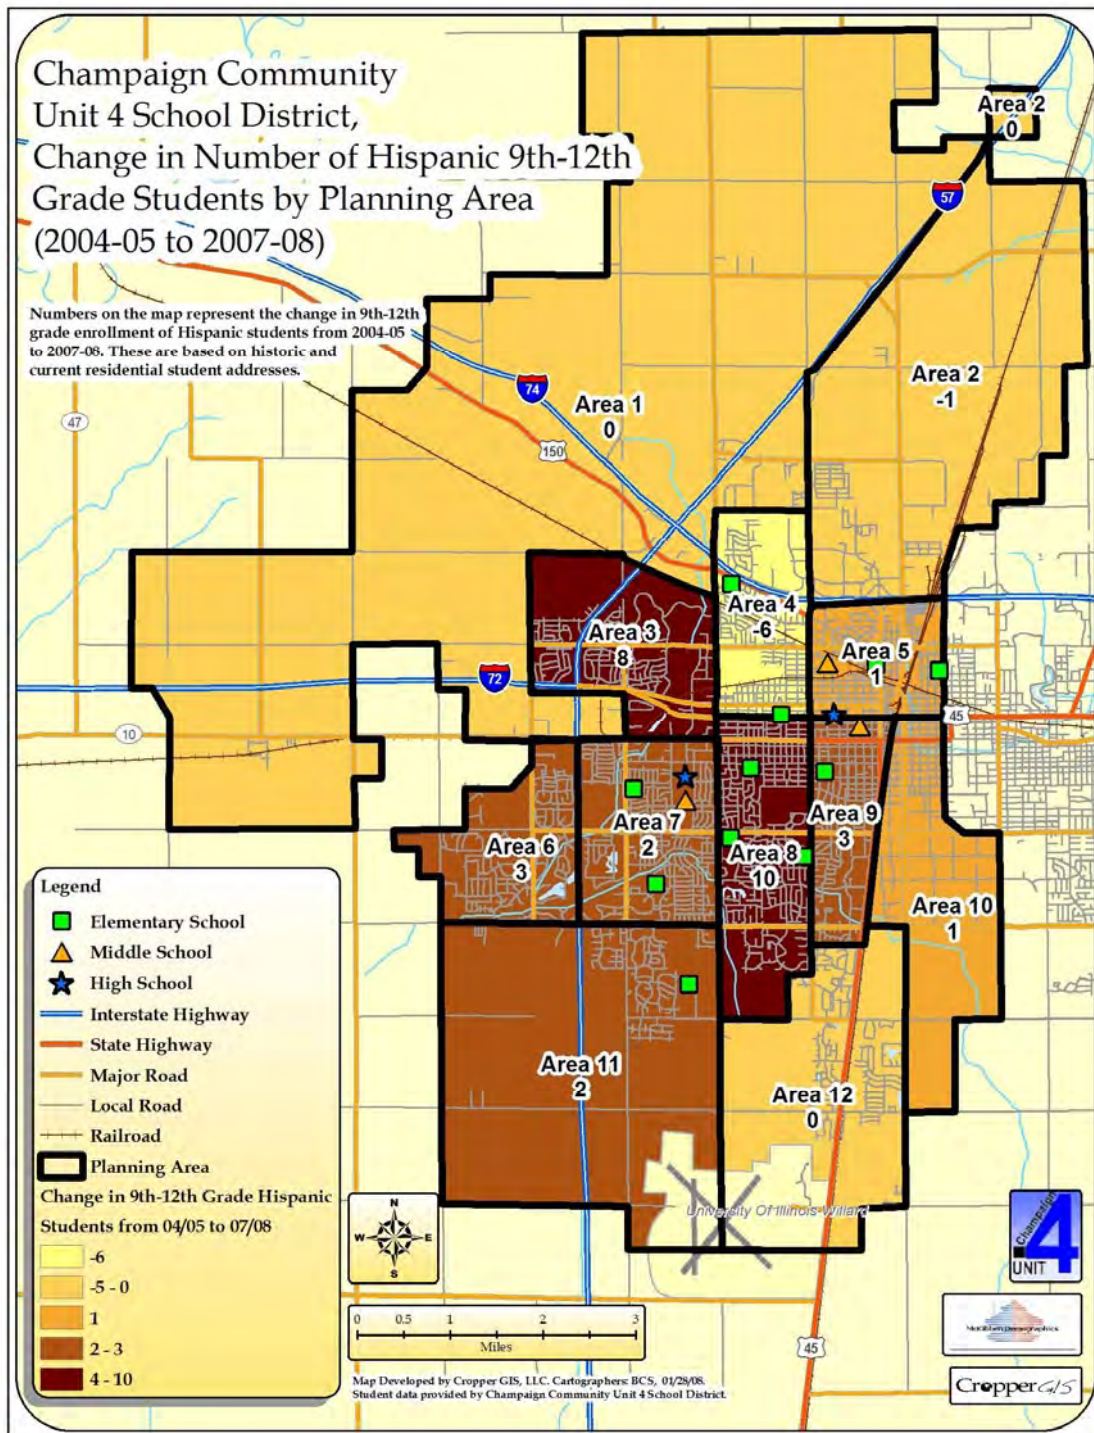 Champaign Community
Unit 4 School District,
Change in Number of Hispanic 9th-12th
Grade Students by Planning Area
(2004-05 to 2007-08)
Numbers on the map represent the change in 9th-12th
grade enrollment of Hispanic students from 2004-05
to 2007-08. These are based on historic and
current residential student addresses.
Area 2
0
57
Area 2
-1
74
Area 1
0
47
150
Area 4
-6
Area 3
8
Area 5
1
72
45
10
Area 9
3
Area 7
2
Area 6
3
Area 8
10
Area 10
1
Area 11
2
Area 12
0
University Of Illinois-Willard
45
Legend
Elementary School
Middle School
High School
Interstate Highway
State Highway
Major Road
Local Road
Railroad
Planning Area
Change in 9th-12th Grade Hispanic
Students from 04/05 to 07/08
-6
-5 - 0
1
2 - 3
4 - 10
N
W E
S
0 0.5 1 2 3
Miles
Map Developed by Cropper GIS, LLC. Cartographers: BCS, 01/28/08.
Student data provided by Champaign Community Unit 4 School District.
Champaign
4
UNIT
McKibben Demographics
Cropper GIS